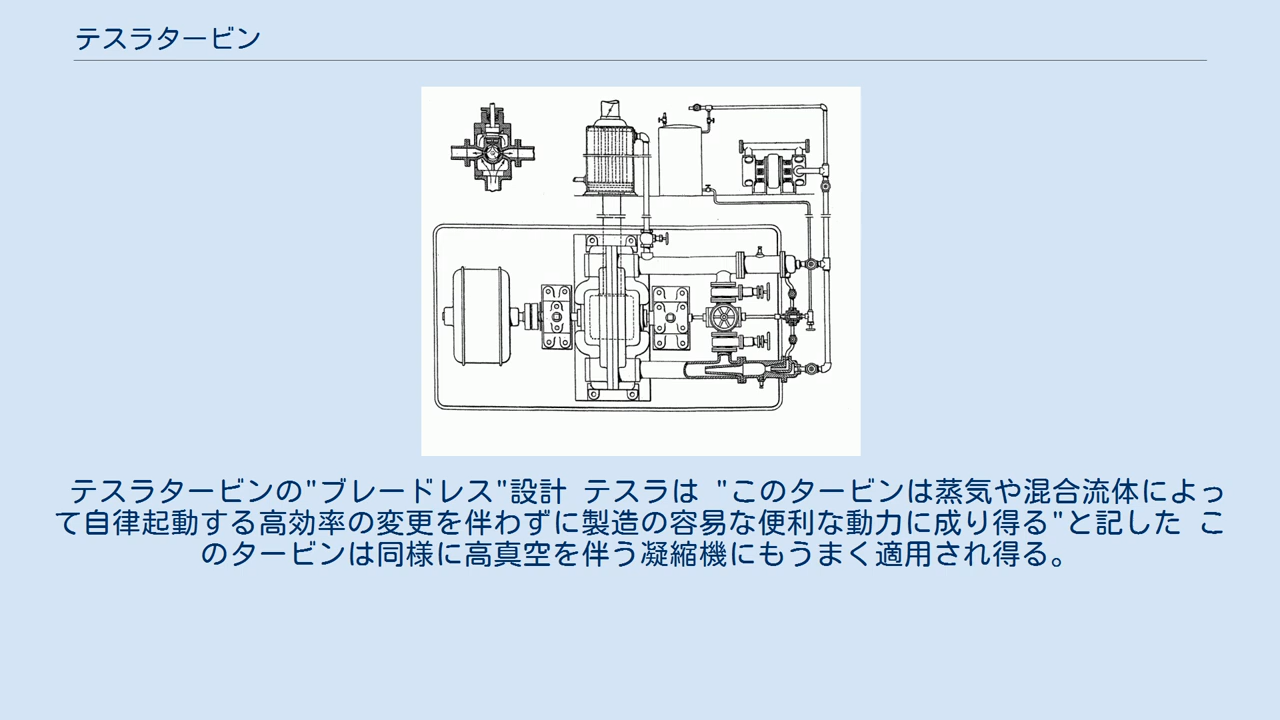 テスラタービン
テスラタービンの"ブレードレス"設計 テスラは "このタービンは蒸気や混合流体によっ
て自律起動する高効率の変更を伴わずに製造の容易な便利な動力に成り得る"と記した こ
のタービンは同様に高真空を伴う凝縮機にもうまく適用され得る。